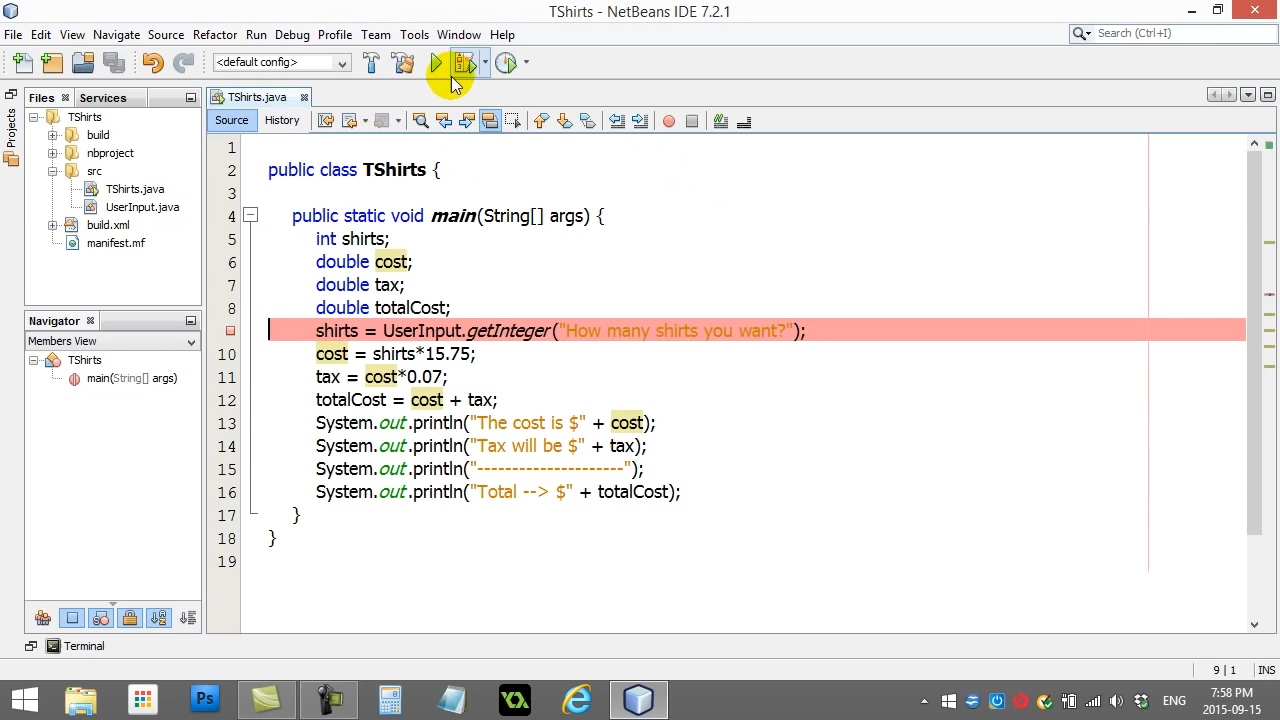 TShirts - NetBeans IDE 7.2.1
File Edit View Navigate Source Refactor Run Debug Profile Team Tools Window Help
Search (Ctrl+I)
<default config>
Projects
Files
Services
TShirts
build
nbproject
src
TShirts.java
UserInput.java
build.xml
manifest.mf
Navigator
Members View
TShirts
main(String[] args)
TShirts.java
Source History
1
2 public class TShirts {
3
4 public static void main(String[] args) {
5 int shirts;
6 double cost;
7 double tax;
8 double totalCost;
shirts = UserInput.getInteger("How many shirts you want?");
10 cost = shirts*15.75;
11 tax = cost*0.07;
12 totalCost = cost + tax;
13 System.out.println("The cost is $" + cost);
14 System.out.println("Tax will be $" + tax);
15 System.out.println("---------------------");
16 System.out.println("Total --> $" + totalCost);
17 }
18 }
19
Terminal
9 | 1 INS
Ps
ENG
7:58 PM
2015-09-15